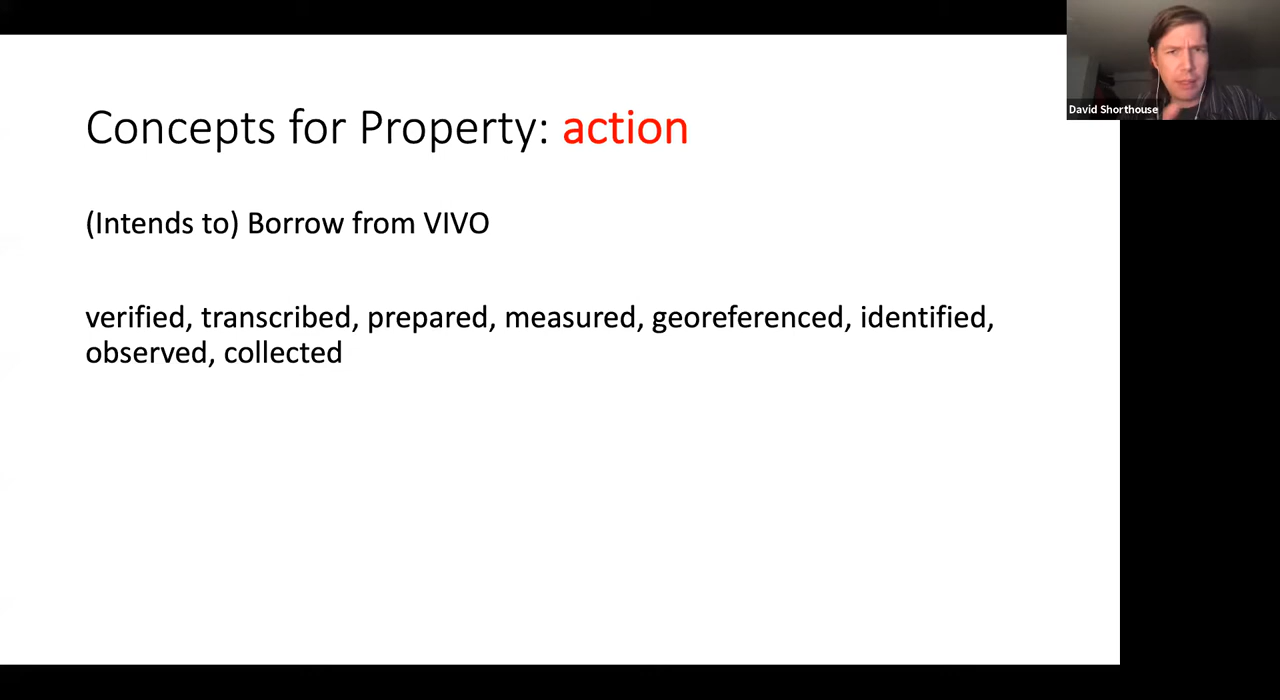 Concepts for Property: action
(Intends to) Borrow from VIVO
verified, transcribed, prepared, measured, georeferenced, identified,
observed, collected
David Shorthouse